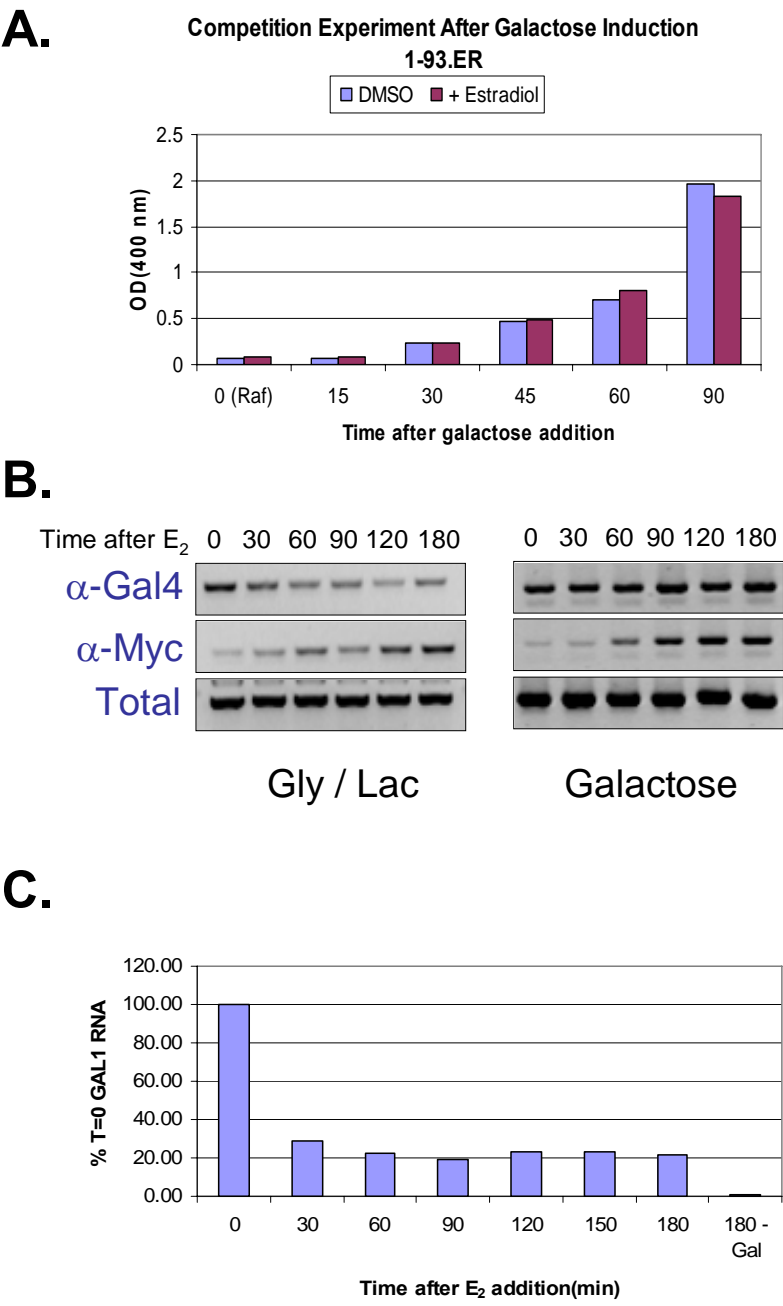 A.
Competition Experiment After Galactose Induction
1-93.ER
DMSO + Estradiol
OD(400 nm)
2.5
2
1.5
1
0.5
0
0 (Raf) 15 30 45 60 90
Time after galactose addition
B.
Time after E2 0 30 60 90 120 180
0 30 60 90 120 180
α-Gal4
α-Myc
Total
Gly / Lac
Galactose
C.
% T=0 GAL1 RNA
120.00
100.00
80.00
60.00
40.00
20.00
0.00
0 30 60 90 120 150 180 180 -
Gal
Time after E2 addition(min)